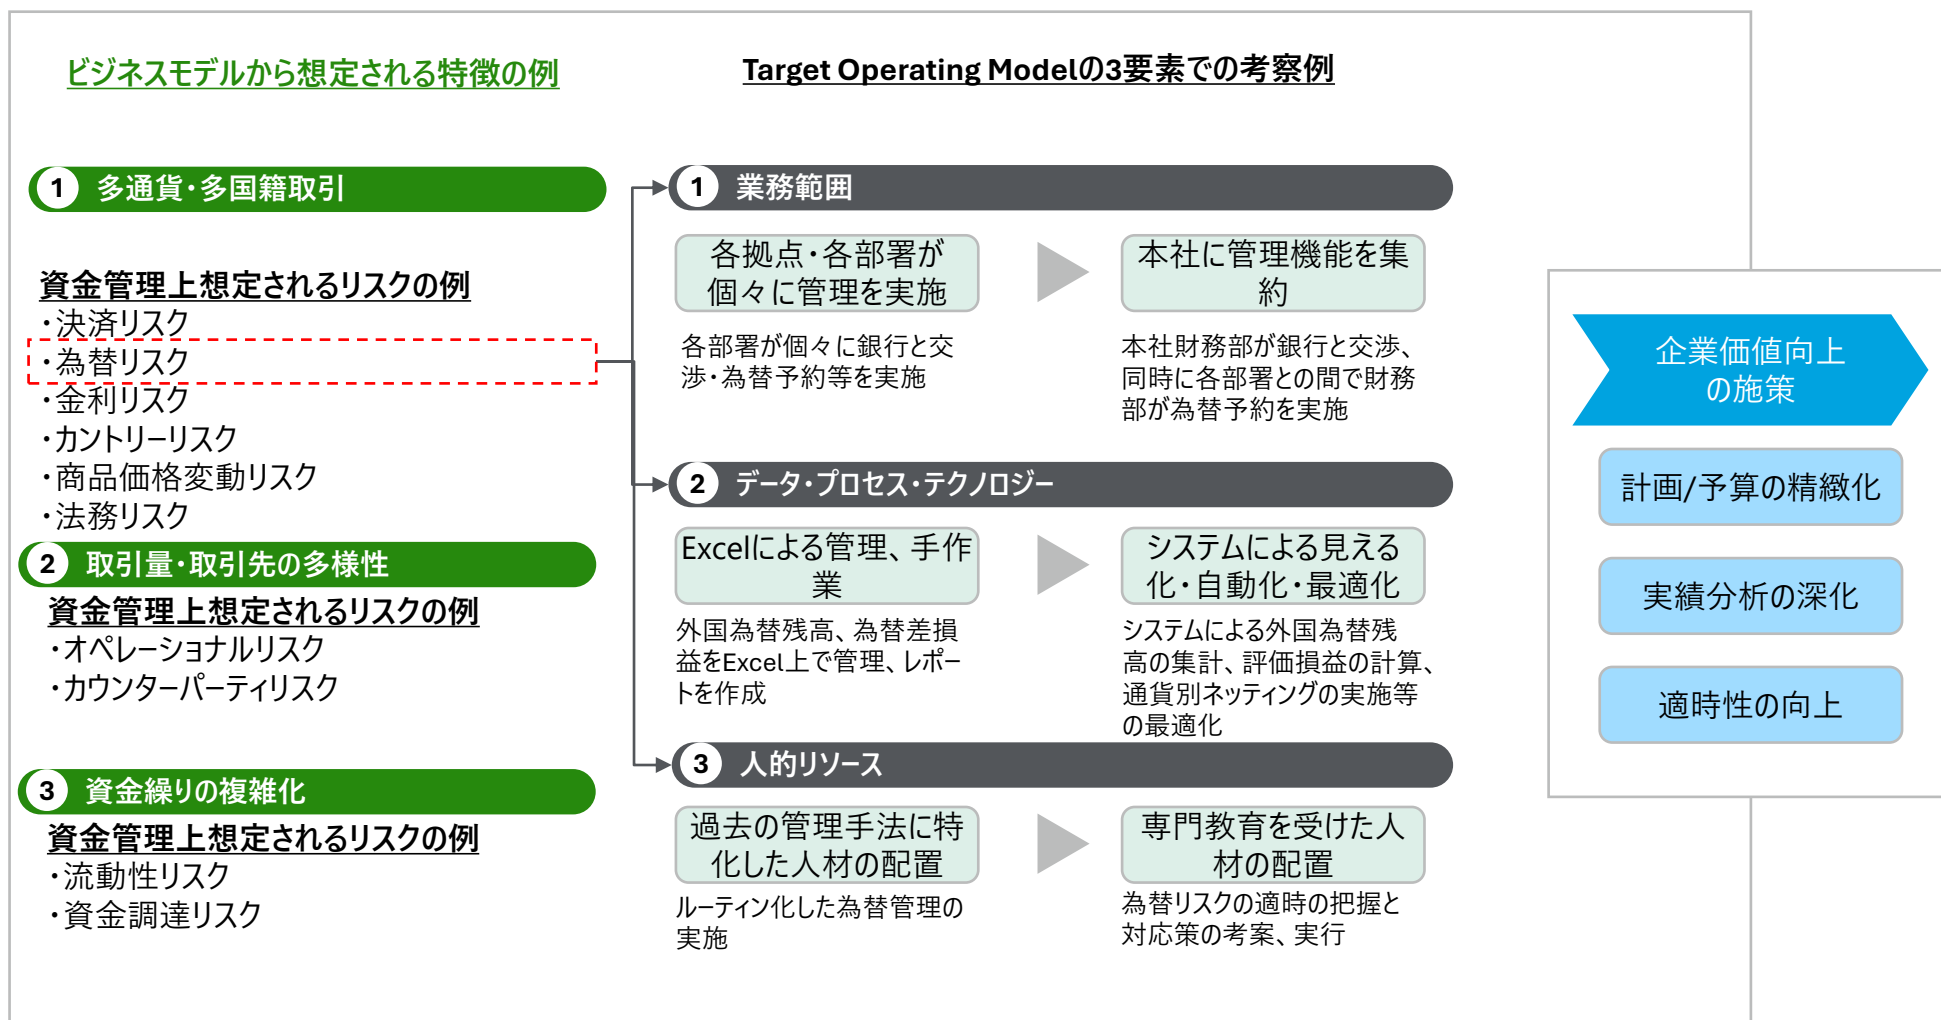 ビジネスモデルから想定される特徴の例
Target Operating Modelの3要素での考察例
1 多通貨・多国籍取引
資金管理上想定されるリスクの例
・決済リスク
・為替リスク
・金利リスク
・カントリーリスク
・商品価格変動リスク
・法務リスク
2 取引量・取引先の多様性
資金管理上想定されるリスクの例
・オペレーショナルリスク
・カウンターパーティリスク
3 資金繰りの複雑化
資金管理上想定されるリスクの例
・流動性リスク
・資金調達リスク
1 業務範囲
各拠点・各部署が
個々に管理を実施
各部署が個々に銀行と交
渉・為替予約等を実施
本社に管理機能を集
約
本社財務部が銀行と交渉、
同時に各部署との間で財務
部が為替予約を実施
2 データ・プロセス・テクノロジー
Excelによる管理、手作
業
外国為替残高、為替差損
益をExcel上で管理、レポー
トを作成
システムによる見える
化・自動化・最適化
システムによる外国為替残
高の集計、評価損益の計算、
通貨別ネッティングの実施等
の最適化
3 人的リソース
過去の管理手法に特
化した人材の配置
ルーティン化した為替管理の
実施
専門教育を受けた人
材の配置
為替リスクの適時の把握と
対応策の考案、実行
企業価値向上
の施策
計画/予算の精緻化
実績分析の深化
適時性の向上